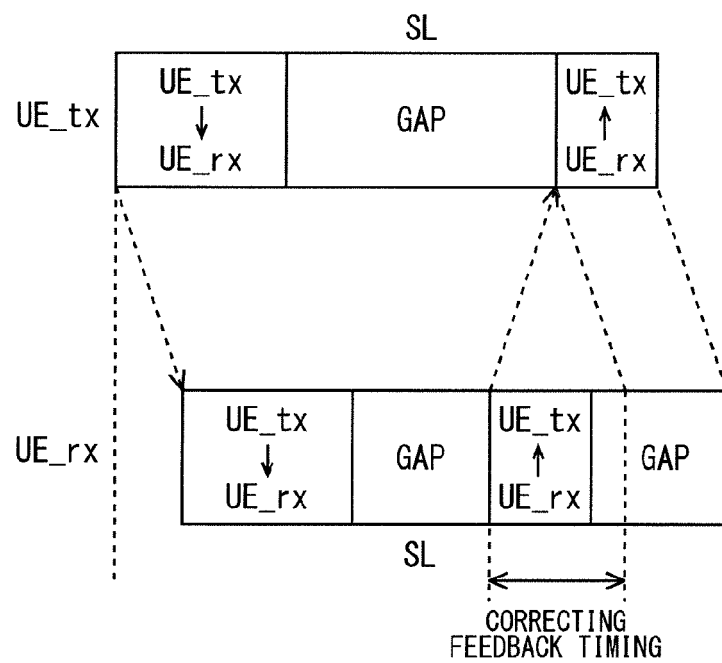 SL
UE_tx
UE_tx
↓
UE_rx
GAP
UE_tx
↑
UE_rx
UE_rx
UE_tx
↓
UE_rx
GAP
UE_tx
↑
UE_rx
GAP
SL
CORRECTING
FEEDBACK TIMING